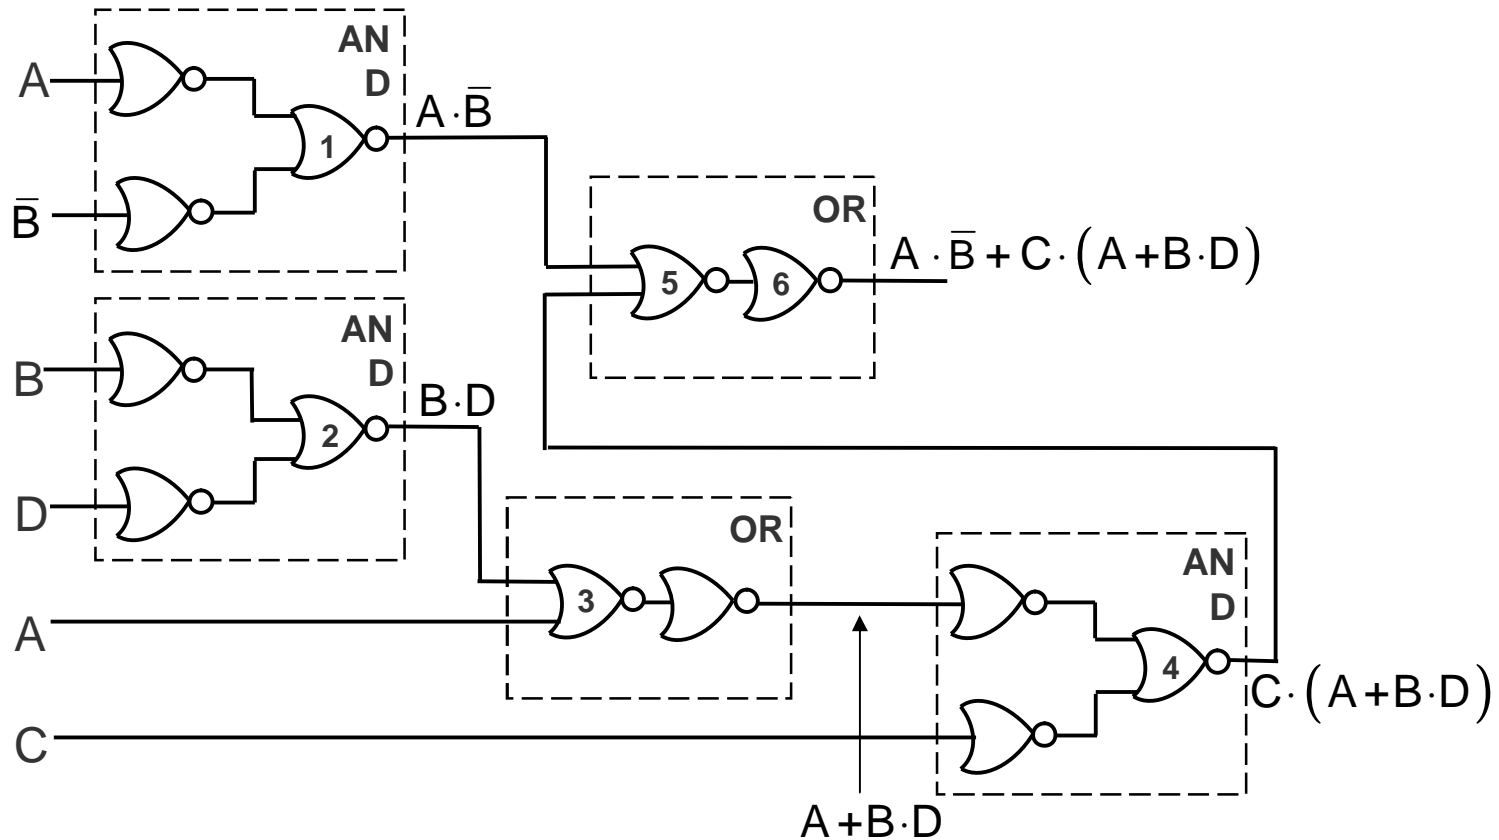 AN
D
A
1
A·B̅
B̅
OR
5
6
A·B̅+C·(A+B·D)
AN
D
B
2
B·D
D
OR
3
A
AN
D
4
C·(A+B·D)
C
A+B·D